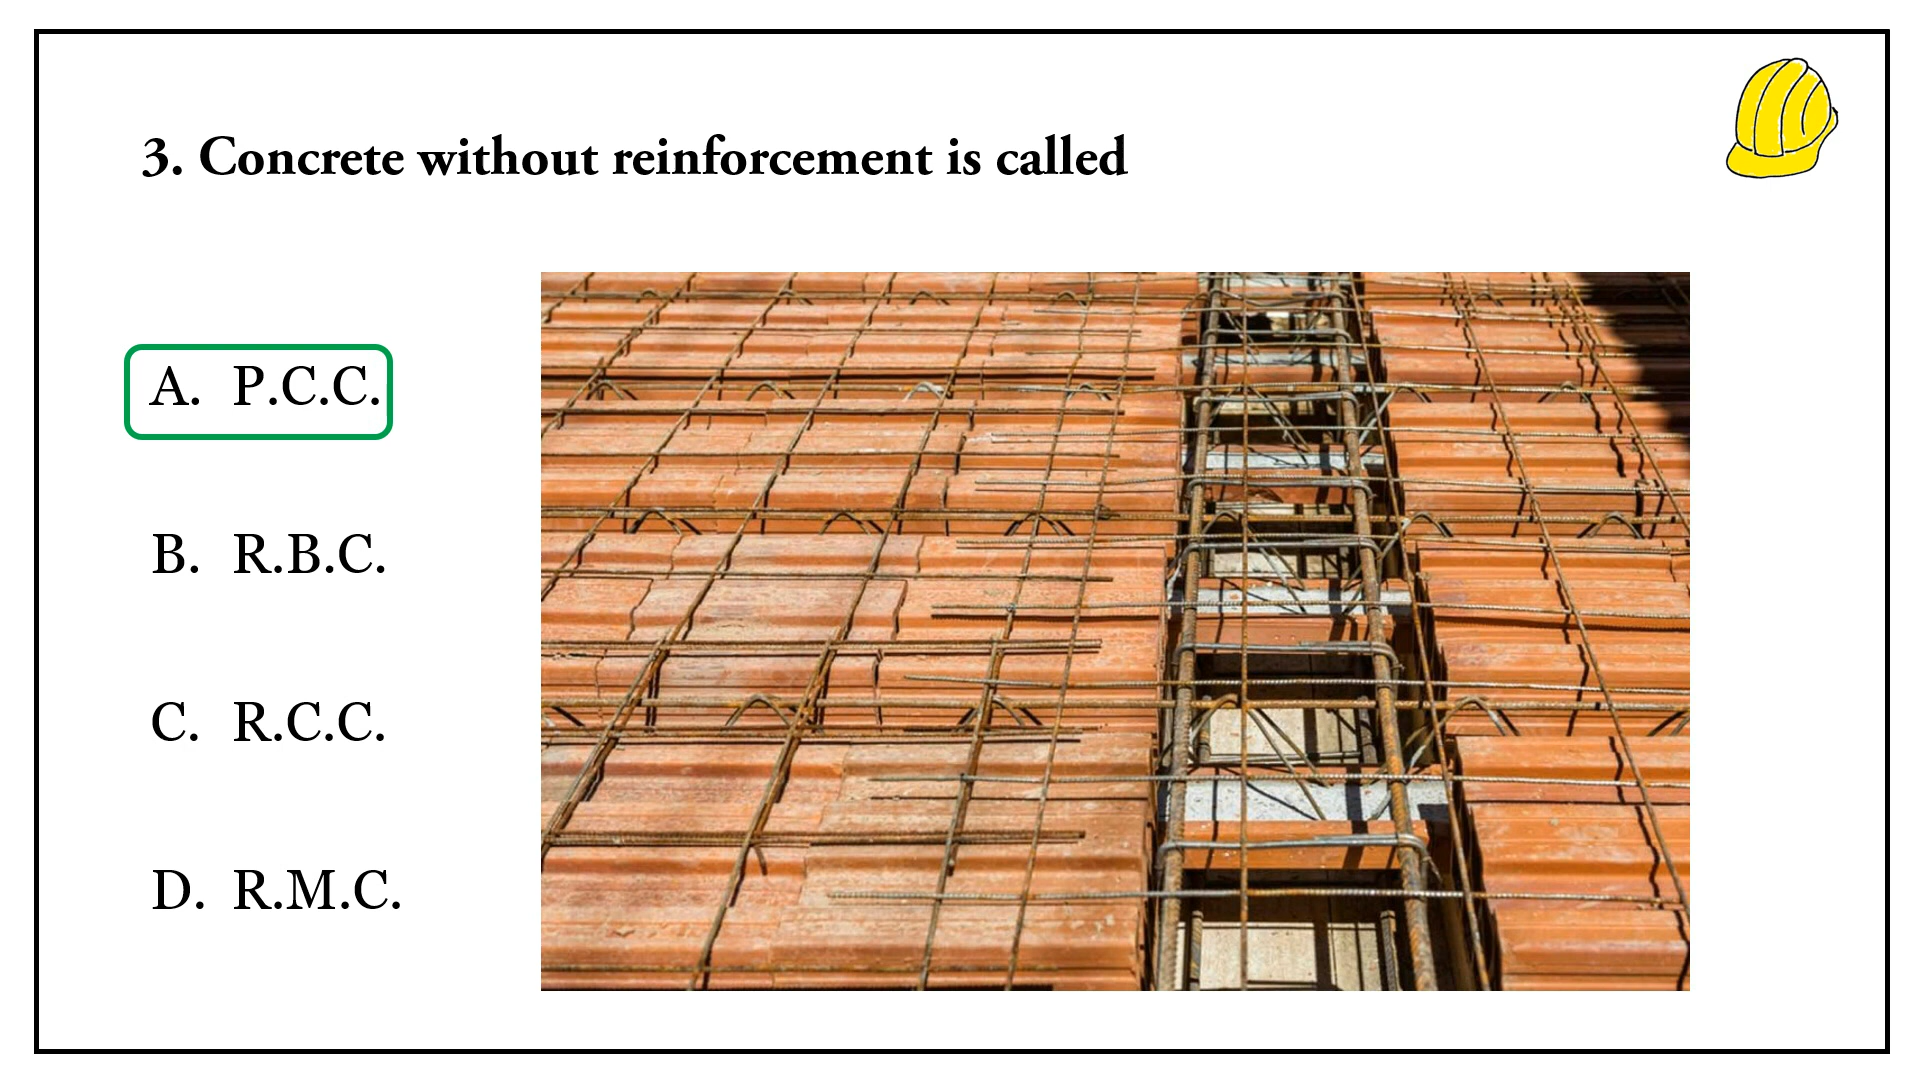 3. Concrete without reinforcement is called
A. P.C.C.
B. R.B.C.
C. R.C.C.
D. R.M.C.